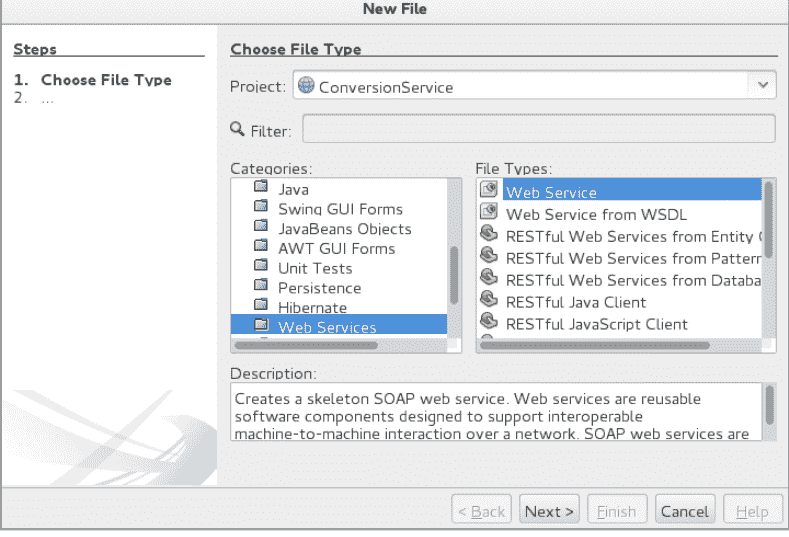 New File
Steps
1. Choose File Type
2. ...
Choose File Type
Project: ConversionService
Filter:
Categories:
Java
Swing GUI Forms
JavaBeans Objects
AWT GUI Forms
Unit Tests
Persistence
Hibernate
Web Services
File Types:
Web Service
Web Service from WSDL
RESTful Web Services from Entity
RESTful Web Services from Pattern
RESTful Web Services from Databa
RESTful Java Client
RESTful JavaScript Client
Description:
Creates a skeleton SOAP web service. Web services are reusable
software components designed to support interoperable
machine-to-machine interaction over a network. SOAP web services are
< Back Next > Finish Cancel Help